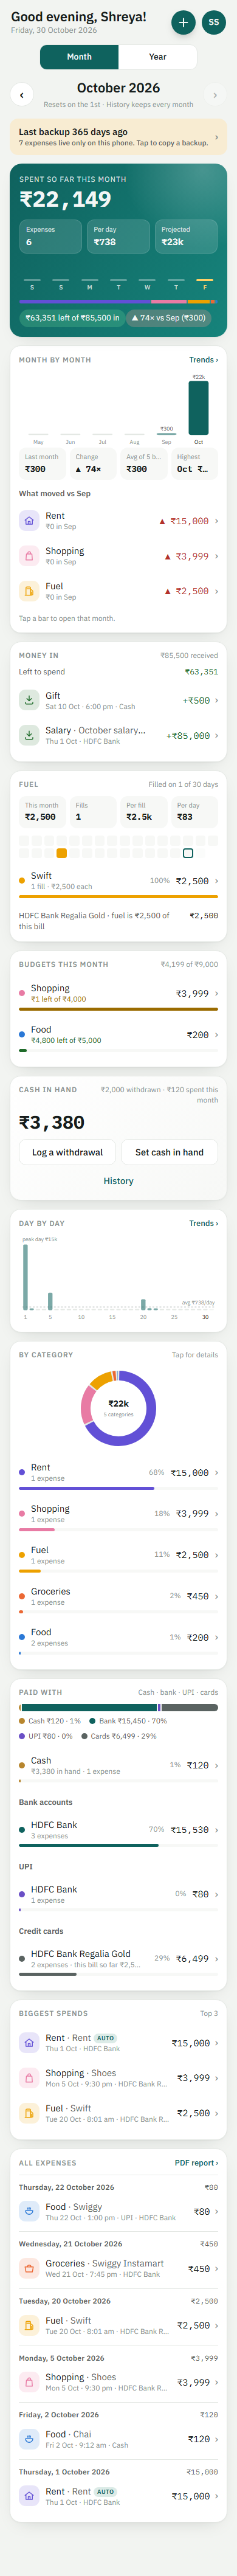 Good evening, Shreya!
Friday, 30 October 2026
+
SS
Month
Year
‹
October 2026
›
Resets on the 1st · History keeps every month
Last backup 365 days ago
7 expenses live only on this phone. Tap to copy a backup.
›
SPENT SO FAR THIS MONTH
₹22,149
Expenses
6
Per day
₹738
Projected
₹23k
S S M T W T F
₹63,351 left of ₹85,500 in
▲ 74× vs Sep (₹300)
MONTH BY MONTH
Trends ›
₹22k
₹300
May Jun Jul Aug Sep Oct
Last month
₹300
Change
▲ 74×
Avg of 5 b…
₹300
Highest
Oct ₹…
What moved vs Sep
Rent
₹0 in Sep
▲ ₹15,000 ›
Shopping
₹0 in Sep
▲ ₹3,999 ›
Fuel
₹0 in Sep
▲ ₹2,500 ›
Tap a bar to open that month.
MONEY IN
₹85,500 received
Left to spend
₹63,351
Gift
Sat 10 Oct · 6:00 pm · Cash
+₹500 ›
Salary · October salary…
Thu 1 Oct · HDFC Bank
+₹85,000 ›
FUEL
Filled on 1 of 30 days
This month
₹2,500
Fills
1
Per fill
₹2.5k
Per day
₹83
Swift
1 fill · ₹2,500 each
100% ₹2,500 ›
HDFC Bank Regalia Gold · fuel is ₹2,500 of
this bill
₹2,500
BUDGETS THIS MONTH
₹4,199 of ₹9,000
Shopping
₹1 left of ₹4,000
₹3,999 ›
Food
₹4,800 left of ₹5,000
₹200 ›
CASH IN HAND
₹2,000 withdrawn · ₹120 spent this
month
₹3,380
Log a withdrawal
Set cash in hand
History
DAY BY DAY
Trends ›
peak day ₹15k
avg ₹738/day
1 5 10 15 20 25 30
BY CATEGORY
Tap for details
₹22k
5 categories
Rent
1 expense
68% ₹15,000 ›
Shopping
1 expense
18% ₹3,999 ›
Fuel
1 expense
11% ₹2,500 ›
Groceries
1 expense
2% ₹450 ›
Food
2 expenses
1% ₹200 ›
PAID WITH
Cash · bank · UPI · cards
Cash ₹120 · 1%
Bank ₹15,450 · 70%
UPI ₹80 · 0%
Cards ₹6,499 · 29%
Cash
₹3,380 in hand · 1 expense
1% ₹120 ›
Bank accounts
HDFC Bank
3 expenses
70% ₹15,530 ›
UPI
HDFC Bank
1 expense
0% ₹80 ›
Credit cards
HDFC Bank Regalia Gold
2 expenses · this bill so far ₹2,5…
29% ₹6,499 ›
BIGGEST SPENDS
Top 3
Rent · Rent AUTO
Thu 1 Oct · HDFC Bank
₹15,000 ›
Shopping · Shoes
Mon 5 Oct · 9:30 pm · HDFC Bank R…
₹3,999 ›
Fuel · Swift
Tue 20 Oct · 8:01 am · HDFC Bank R…
₹2,500 ›
ALL EXPENSES
PDF report ›
Thursday, 22 October 2026
₹80
Food · Swiggy
Thu 22 Oct · 1:00 pm · UPI · HDFC Bank
₹80 ›
Wednesday, 21 October 2026
₹450
Groceries · Swiggy Instamart
Wed 21 Oct · 7:45 pm · HDFC Bank
₹450 ›
Tuesday, 20 October 2026
₹2,500
Fuel · Swift
Tue 20 Oct · 8:01 am · HDFC Bank R…
₹2,500 ›
Monday, 5 October 2026
₹3,999
Shopping · Shoes
Mon 5 Oct · 9:30 pm · HDFC Bank R…
₹3,999 ›
Friday, 2 October 2026
₹120
Food · Chai
Fri 2 Oct · 9:12 am · Cash
₹120 ›
Thursday, 1 October 2026
₹15,000
Rent · Rent AUTO
Thu 1 Oct · HDFC Bank
₹15,000 ›